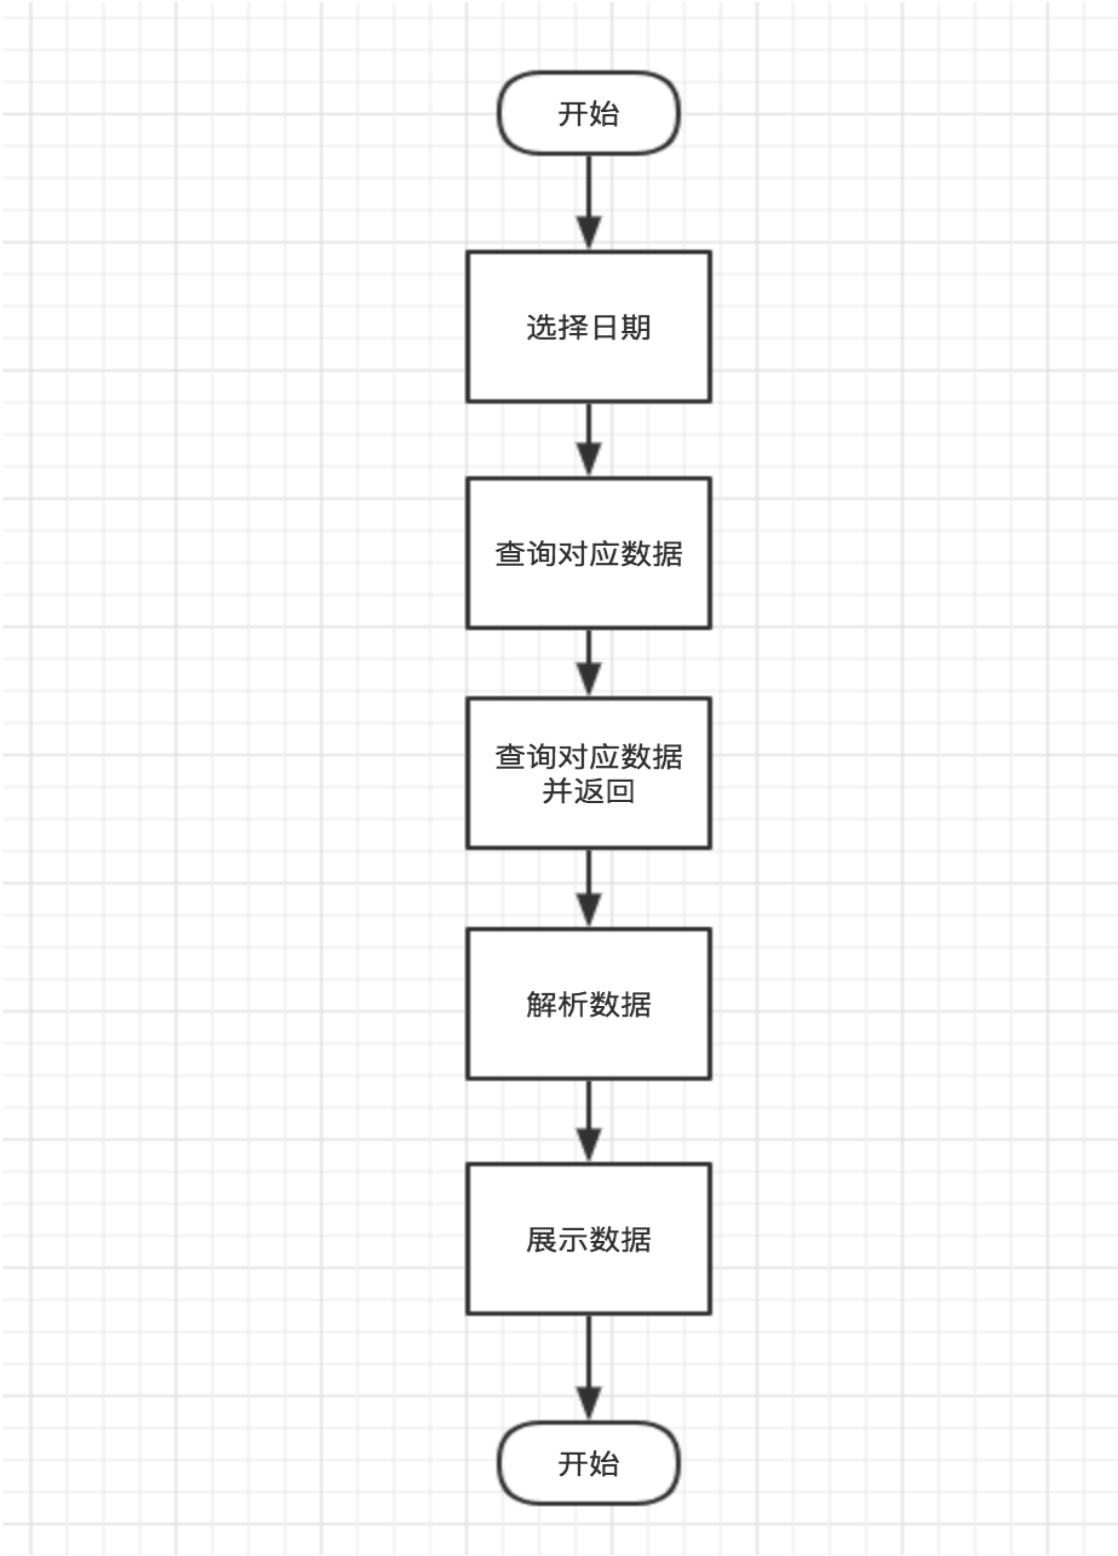 开始
选择日期
查询对应数据
查询对应数据
并返回
解析数据
展示数据
开始